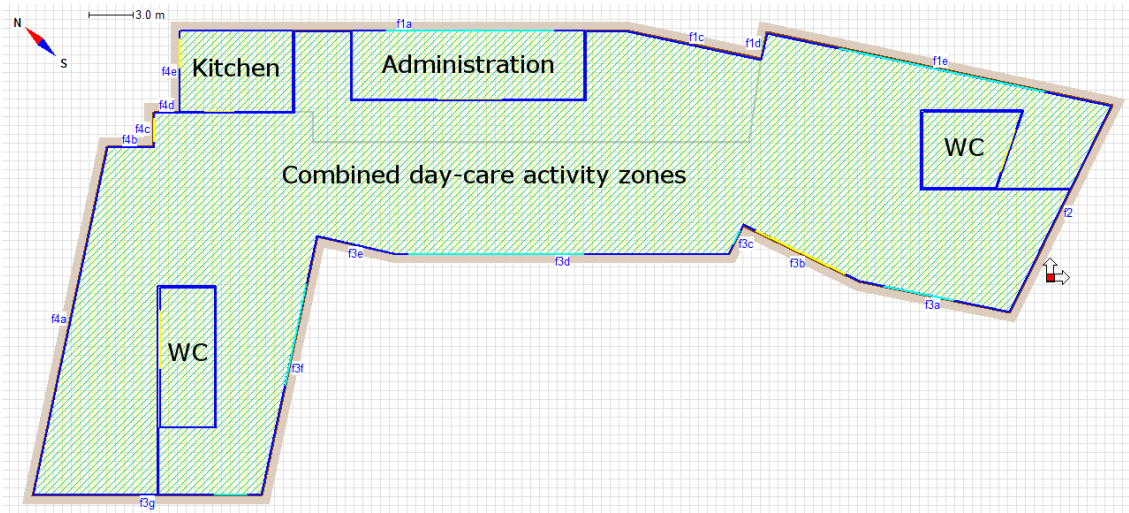 N
S
3.0 m
f1a
f1c
f1d
f1e
f4e
Kitchen
Administration
f4d
f4c
f4b
WC
Combined day-care activity zones
f2
f3c
f3e
f3d
f3b
f3a
f4a
WC
f3f
f3g